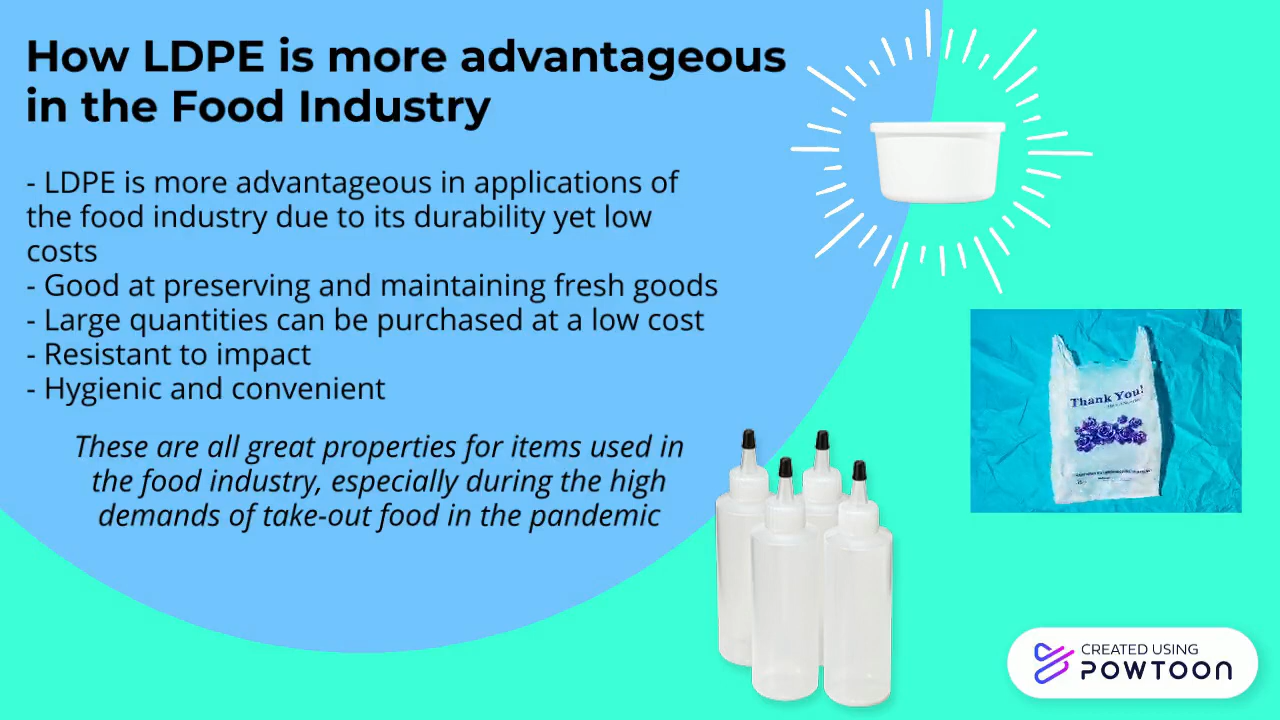 How LDPE is more advantageous
in the Food Industry
- LDPE is more advantageous in applications of
the food industry due to its durability yet low
costs
- Good at preserving and maintaining fresh goods
- Large quantities can be purchased at a low cost
- Resistant to impact
- Hygienic and convenient
These are all great properties for items used in
the food industry, especially during the high
demands of take-out food in the pandemic
Thank You!
CREATED USING
POWTOON